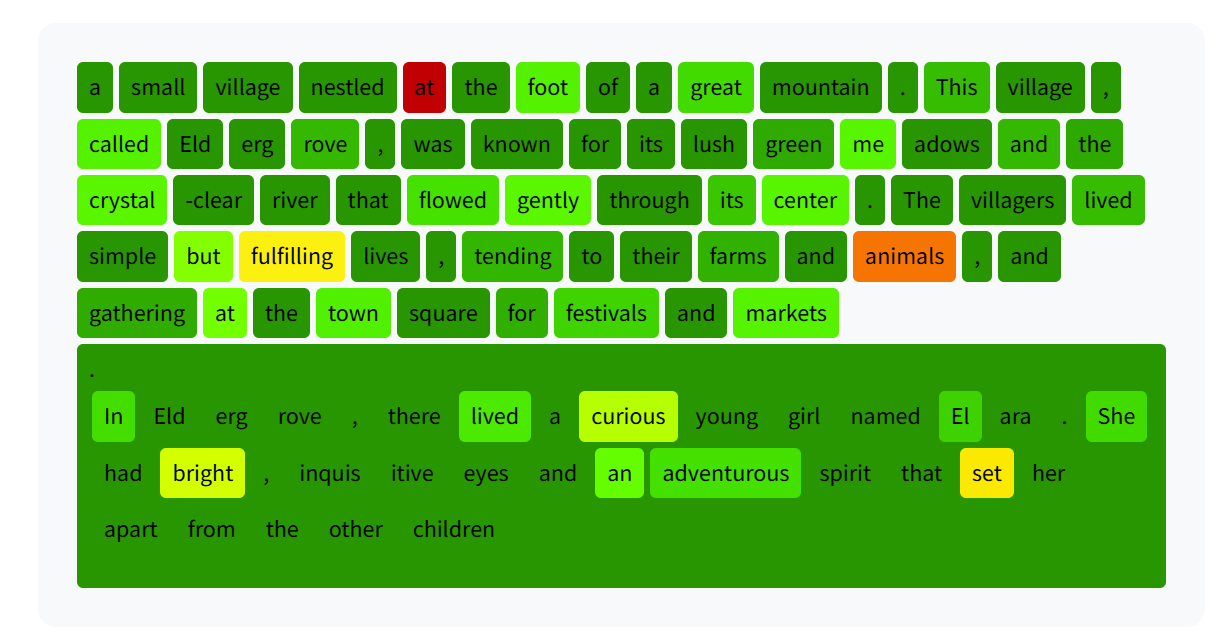 a small village nestled at the foot of a great mountain . This village ,
called Eld erg rove , was known for its lush green me adows and the
crystal -clear river that flowed gently through its center . The villagers lived
simple but fulfilling lives , tending to their farms and animals , and
gathering at the town square for festivals and markets
.
In Eld erg rove , there lived a curious young girl named El ara . She
had bright , inquis itive eyes and an adventurous spirit that set her
apart from the other children